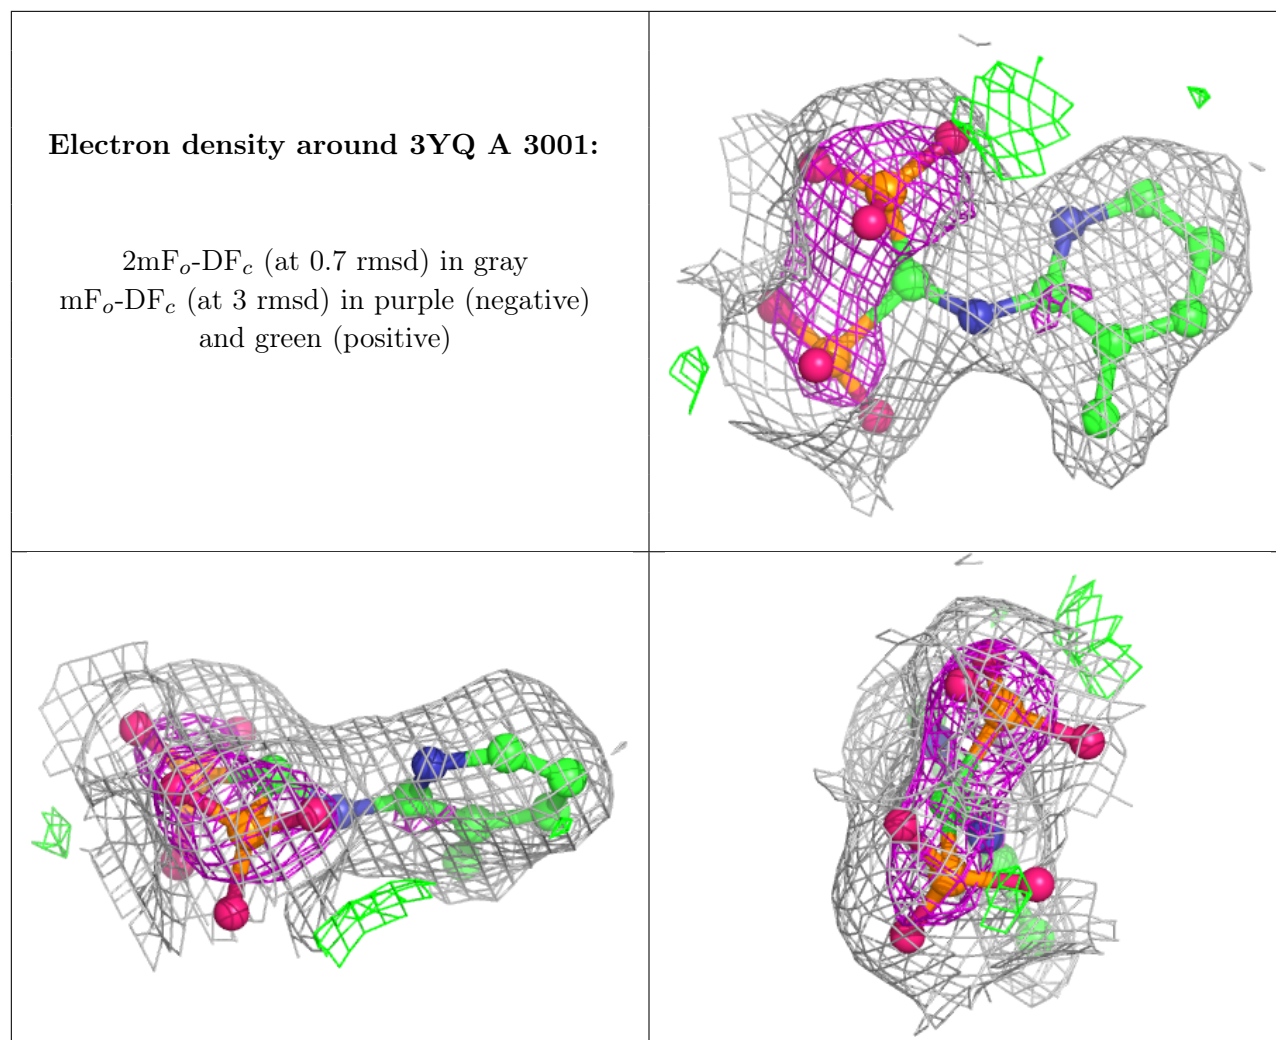 Electron density around 3YQ A 3001:
2mFo-DFc (at 0.7 rmsd) in gray
mFo-DFc (at 3 rmsd) in purple (negative)
and green (positive)